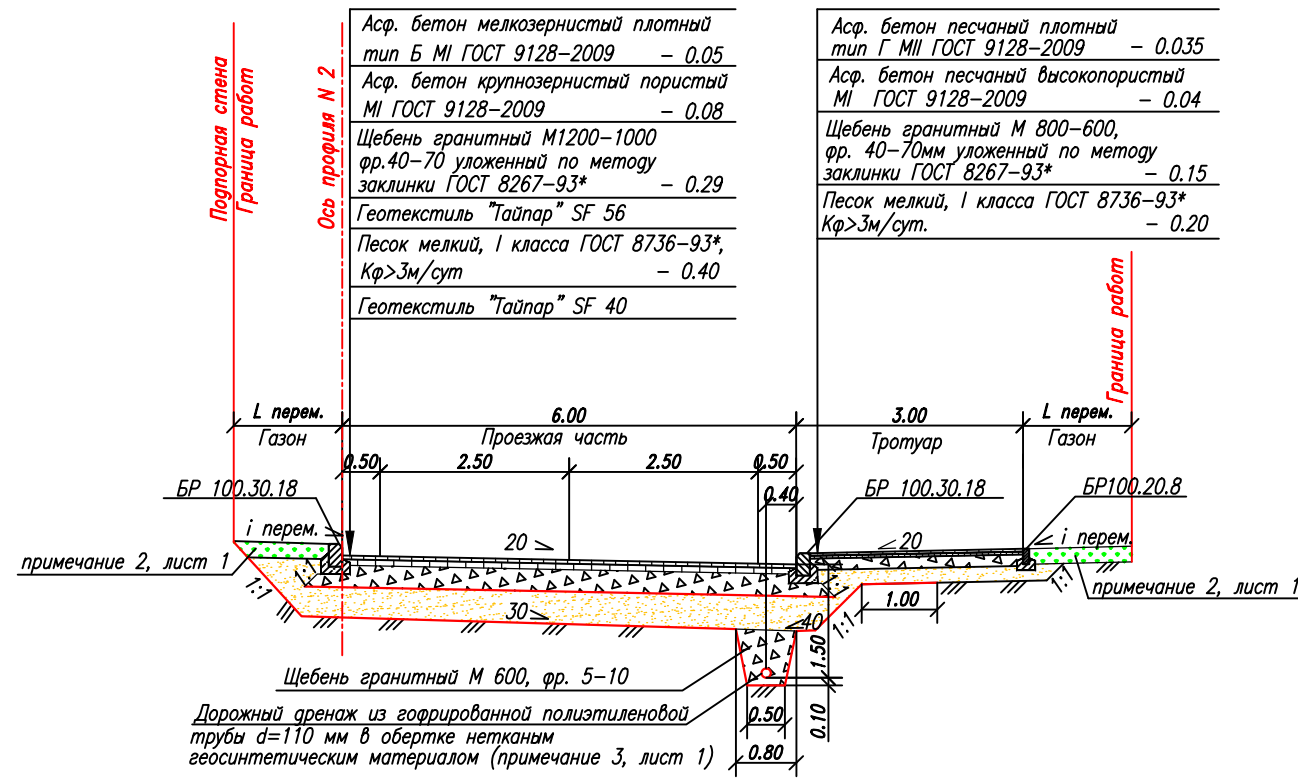 Асф. бетон мелкозернистый плотный
тип Б МI ГОСТ 9128-2009 - 0.05
Асф. бетон крупнозернистый пористый
МI ГОСТ 9128-2009 - 0.08
Щебень гранитный М1200-1000
фр.40-70 уложенный по методу
заклинки ГОСТ 8267-93* - 0.29
Геотекстиль "Тайпар" SF 56
Песок мелкий, I класса ГОСТ 8736-93*,
Кф>3м/сут - 0.40
Геотекстиль "Тайпар" SF 40
Асф. бетон песчаный плотный
тип Г МII ГОСТ 9128-2009 - 0.035
Асф. бетон песчаный высокопористый
МI ГОСТ 9128-2009 - 0.04
Щебень гранитный М 800-600,
фр. 40-70мм уложенный по методу
заклинки ГОСТ 8267-93* - 0.15
Песок мелкий, I класса ГОСТ 8736-93*
Кф>3м/сут. - 0.20
Подпорная стена
Граница работ
Ось профиля N 2
Граница работ
L перем.
6.00
3.00
L перем.
Газон
Проезжая часть
Тротуар
Газон
0.50
2.50
2.50
0.50
0.40
БР 100.30.18
БР 100.30.18
БР100.20.8
i перем.
20
20
i перем.
примечание 2, лист 1
примечание 2, лист 1
1:1
30
40
1:1
1:1
1.00
1.50
0.10
Щебень гранитный М 600, фр. 5-10
Дорожный дренаж из гофрированной полиэтиленовой
трубы d=110 мм в обертке нетканым
геосинтетическим материалом (примечание 3, лист 1)
0.50
0.80